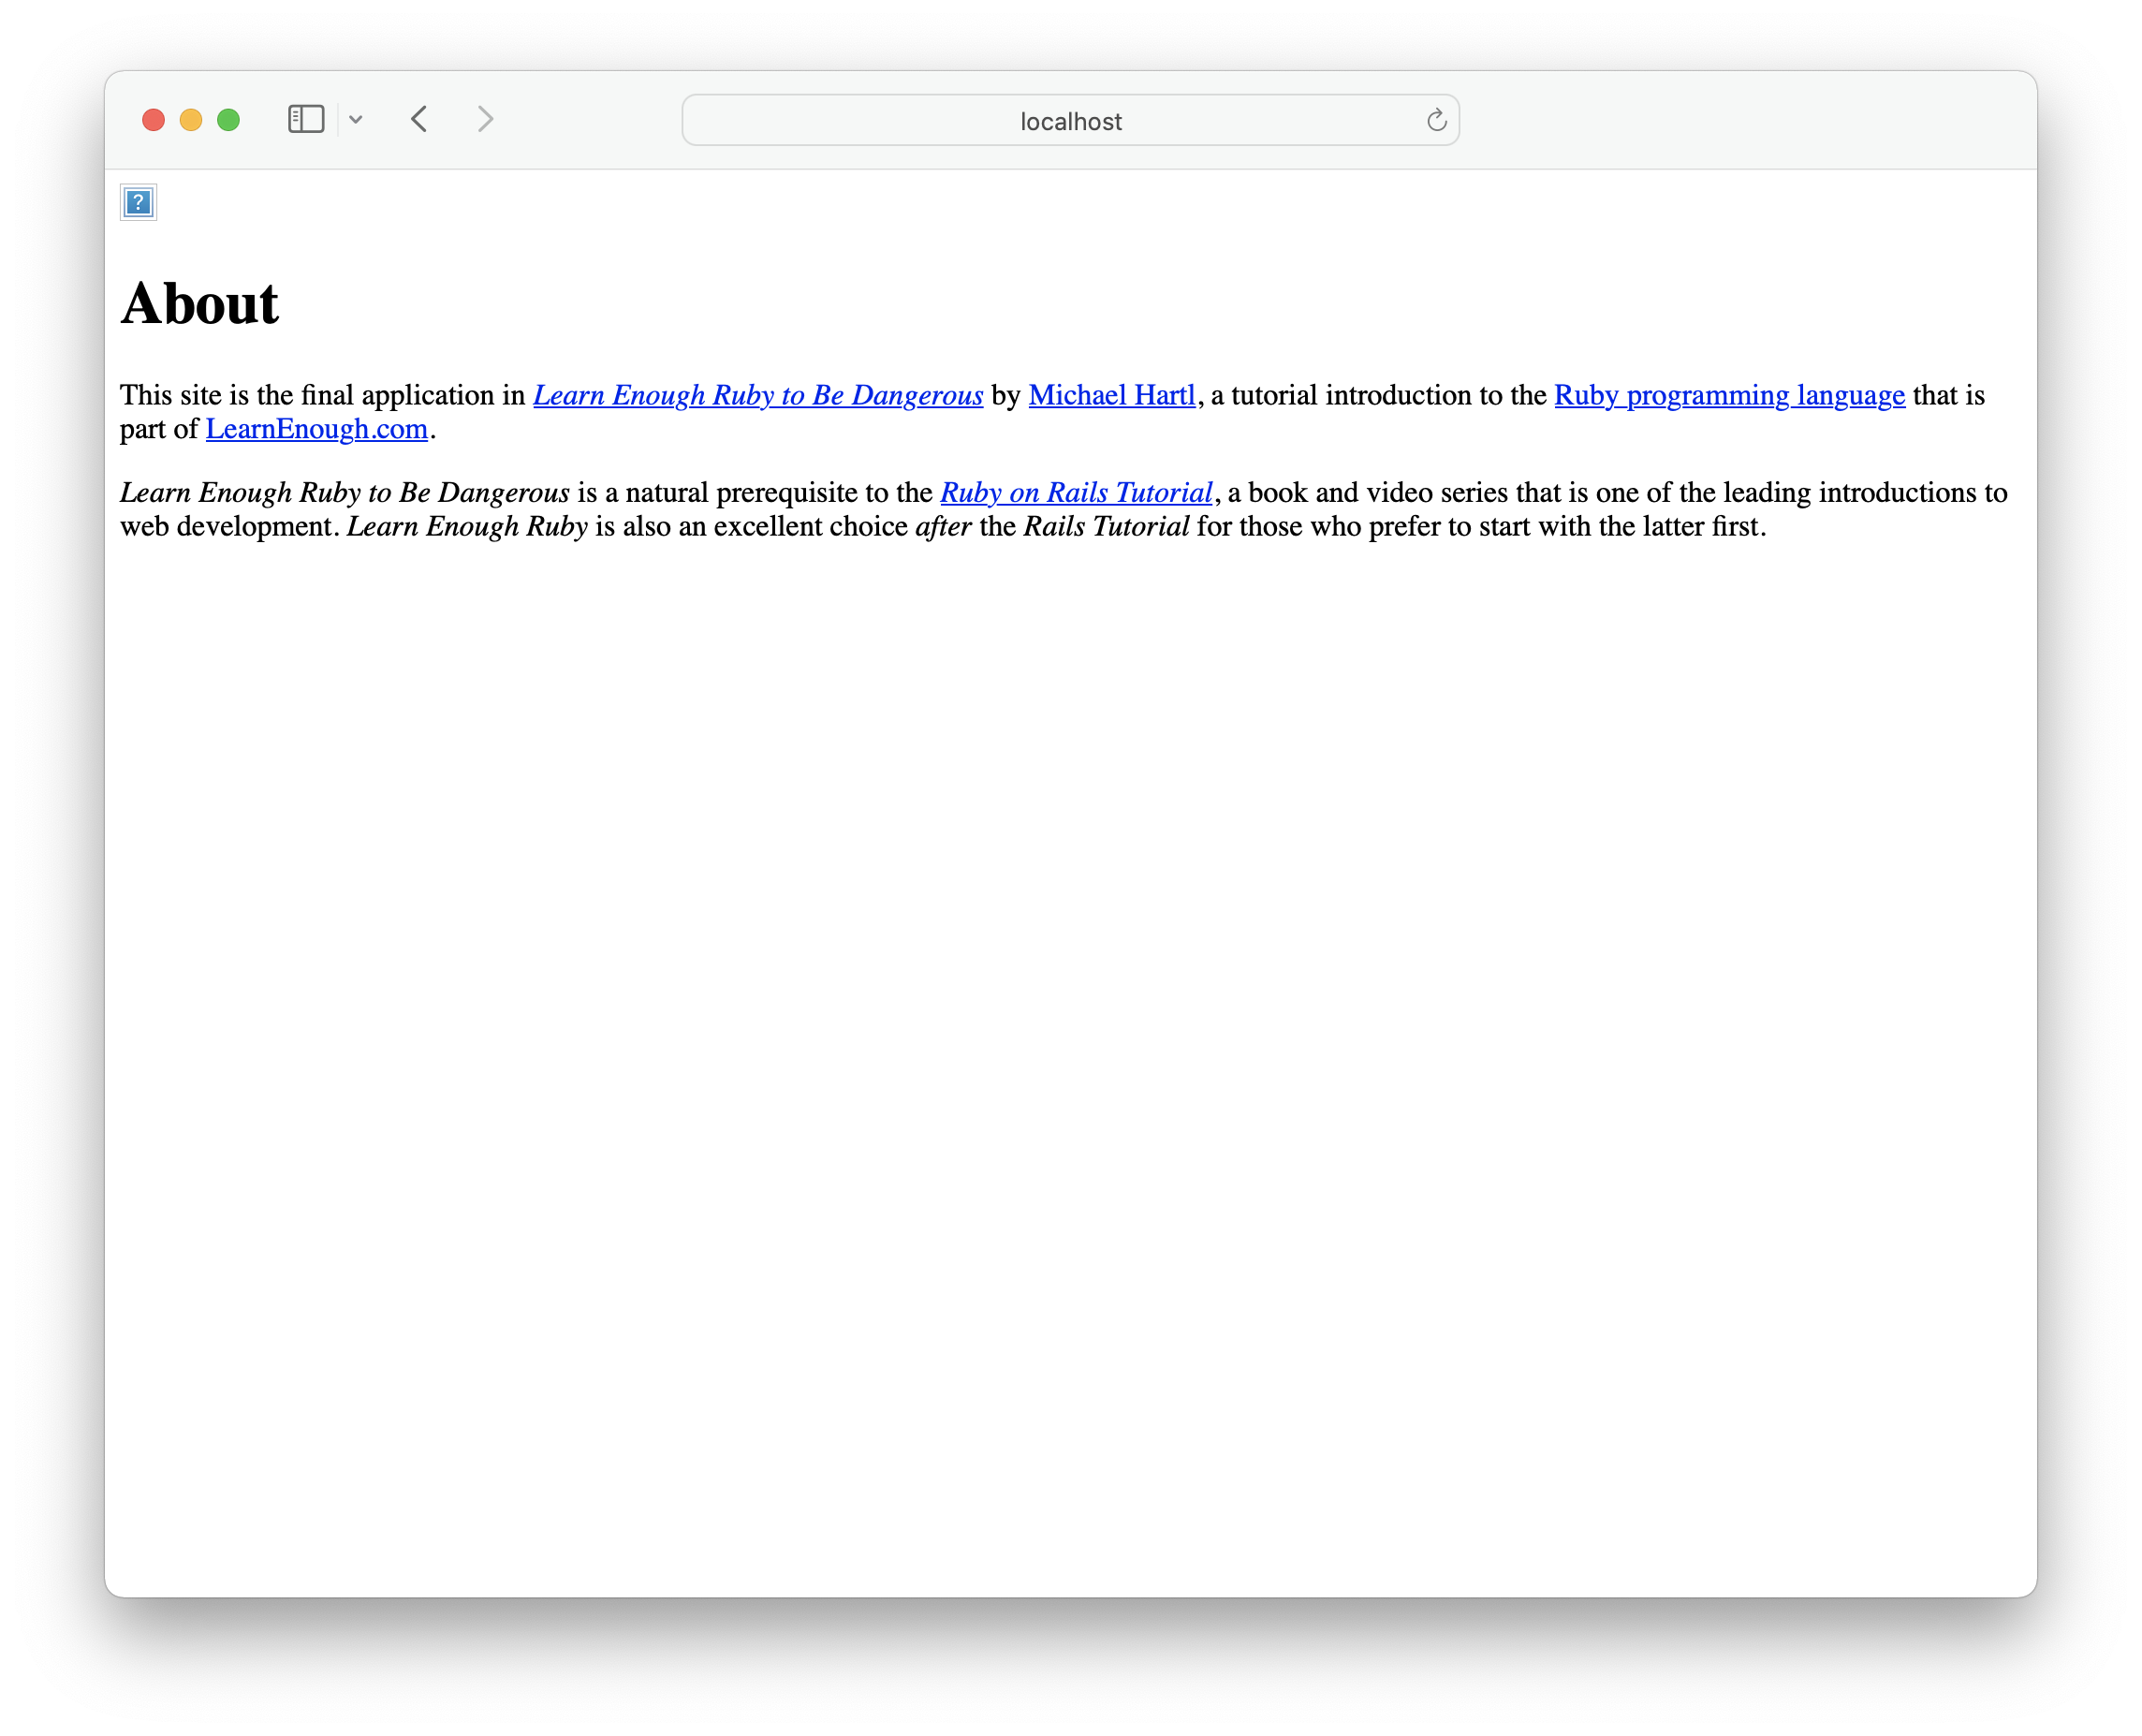 localhost
?
About
This site is the final application in Learn Enough Ruby to Be Dangerous by Michael Hartl, a tutorial introduction to the Ruby programming language that is
part of LearnEnough.com.
Learn Enough Ruby to Be Dangerous is a natural prerequisite to the Ruby on Rails Tutorial, a book and video series that is one of the leading introductions to
web development. Learn Enough Ruby is also an excellent choice after the Rails Tutorial for those who prefer to start with the latter first.